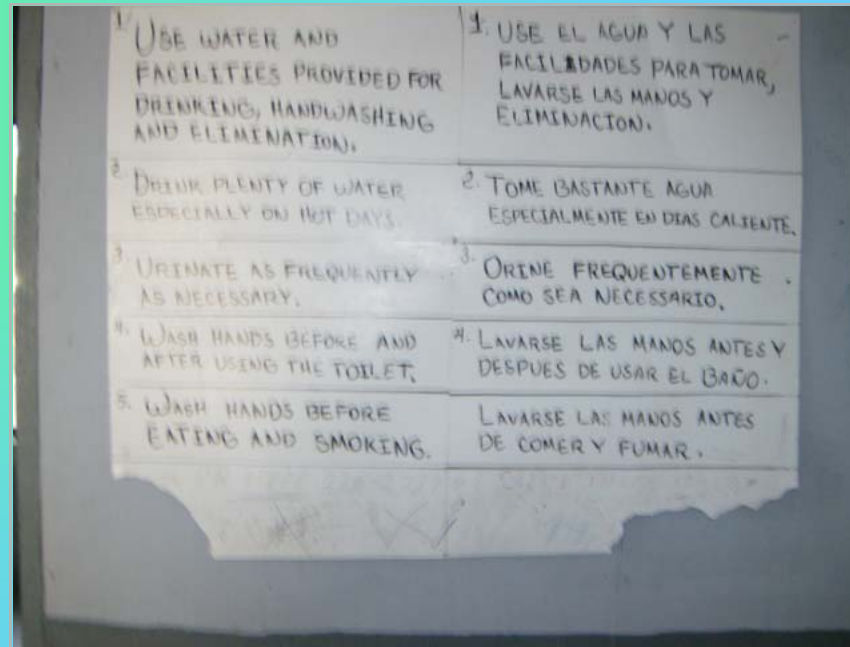 1. USE WATER AND
FACILITIES PROVIDED FOR
DRINKING, HANDWASHING
AND ELIMINATION.
2. DRINK PLENTY OF WATER
ESPECIALLY ON HOT DAYS.
3. URINATE AS FREQUENTLY
AS NECESSARY.
4. WASH HANDS BEFORE AND
AFTER USING THE TOILET.
5. WASH HANDS BEFORE
EATING AND SMOKING.
1. USE EL AGUA Y LAS
FACILIDADES PARA TOMAR,
LAVARSE LAS MANOS Y
ELIMINACION.
2. TOME BASTANTE AGUA
ESPECIALMENTE EN DIAS CALIENTE.
3. ORINE FREQUENTEMENTE
COMO SEA NECESSARIO.
4. LAVARSE LAS MANOS ANTES Y
DESPUES DE USAR EL BAÑO.
LAVARSE LAS MANOS ANTES
DE COMER Y FUMAR.